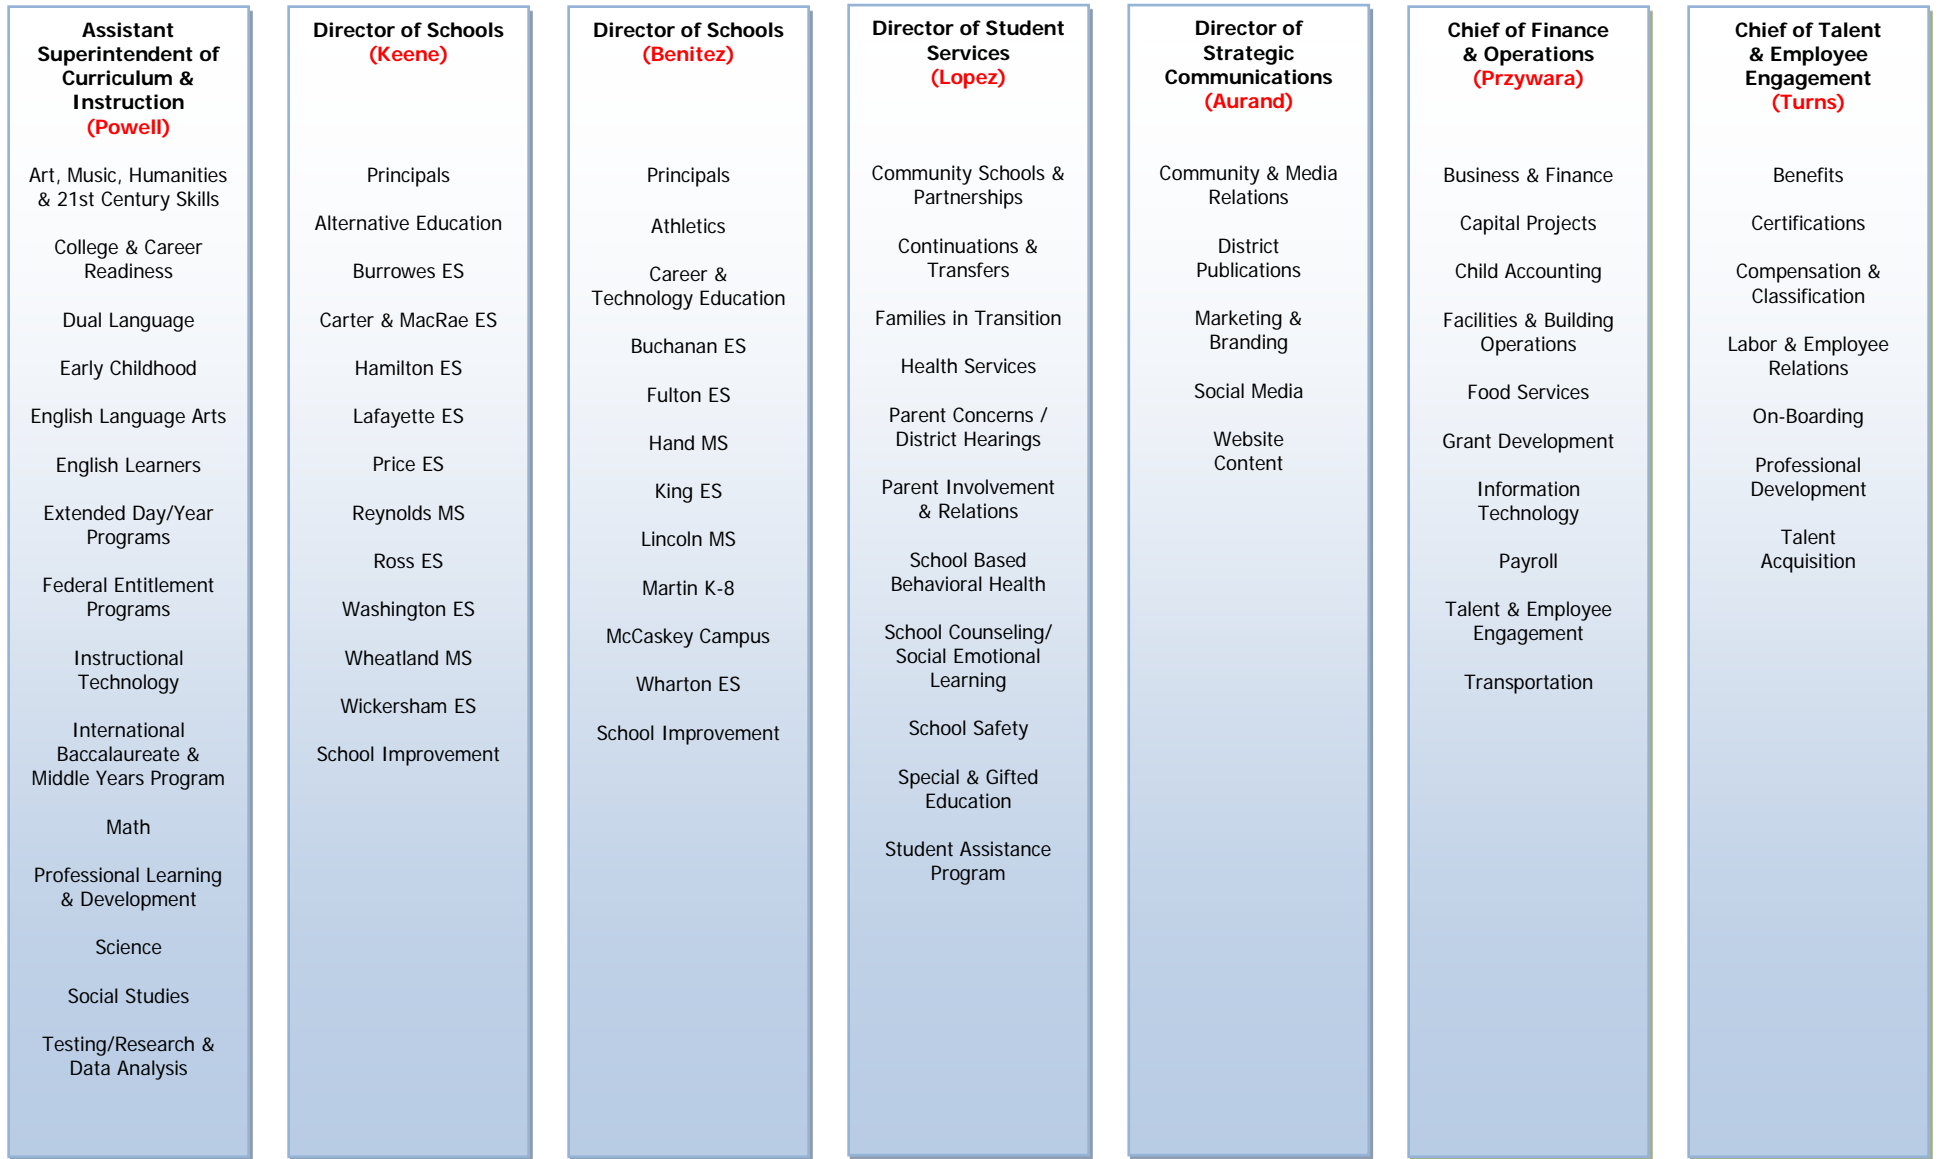 Assistant
Superintendent of
Curriculum &
Instruction
(Powell)
Art, Music, Humanities
& 21st Century Skills
College & Career
Readiness
Dual Language
Early Childhood
English Language Arts
English Learners
Extended Day/Year
Programs
Federal Entitlement
Programs
Instructional
Technology
International
Baccalaureate &
Middle Years Program
Math
Professional Learning
& Development
Science
Social Studies
Testing/Research &
Data Analysis
Director of Schools
(Keene)
Principals
Alternative Education
Burrowes ES
Carter & MacRae ES
Hamilton ES
Lafayette ES
Price ES
Reynolds MS
Ross ES
Washington ES
Wheatland MS
Wickersham ES
School Improvement
Director of Schools
(Benitez)
Principals
Athletics
Career &
Technology Education
Buchanan ES
Fulton ES
Hand MS
King ES
Lincoln MS
Martin K-8
McCaskey Campus
Wharton ES
School Improvement
Director of Student
Services
(Lopez)
Community Schools &
Partnerships
Continuations &
Transfers
Families in Transition
Health Services
Parent Concerns /
District Hearings
Parent Involvement
& Relations
School Based
Behavioral Health
School Counseling/
Social Emotional
Learning
School Safety
Special & Gifted
Education
Student Assistance
Program
Director of
Strategic
Communications
(Aurand)
Community & Media
Relations
District
Publications
Marketing &
Branding
Social Media
Website
Content
Chief of Finance
& Operations
(Przywara)
Business & Finance
Capital Projects
Child Accounting
Facilities & Building
Operations
Food Services
Grant Development
Information
Technology
Payroll
Talent & Employee
Engagement
Transportation
Chief of Talent
& Employee
Engagement
(Turns)
Benefits
Certifications
Compensation &
Classification
Labor & Employee
Relations
On-Boarding
Professional
Development
Talent
Acquisition